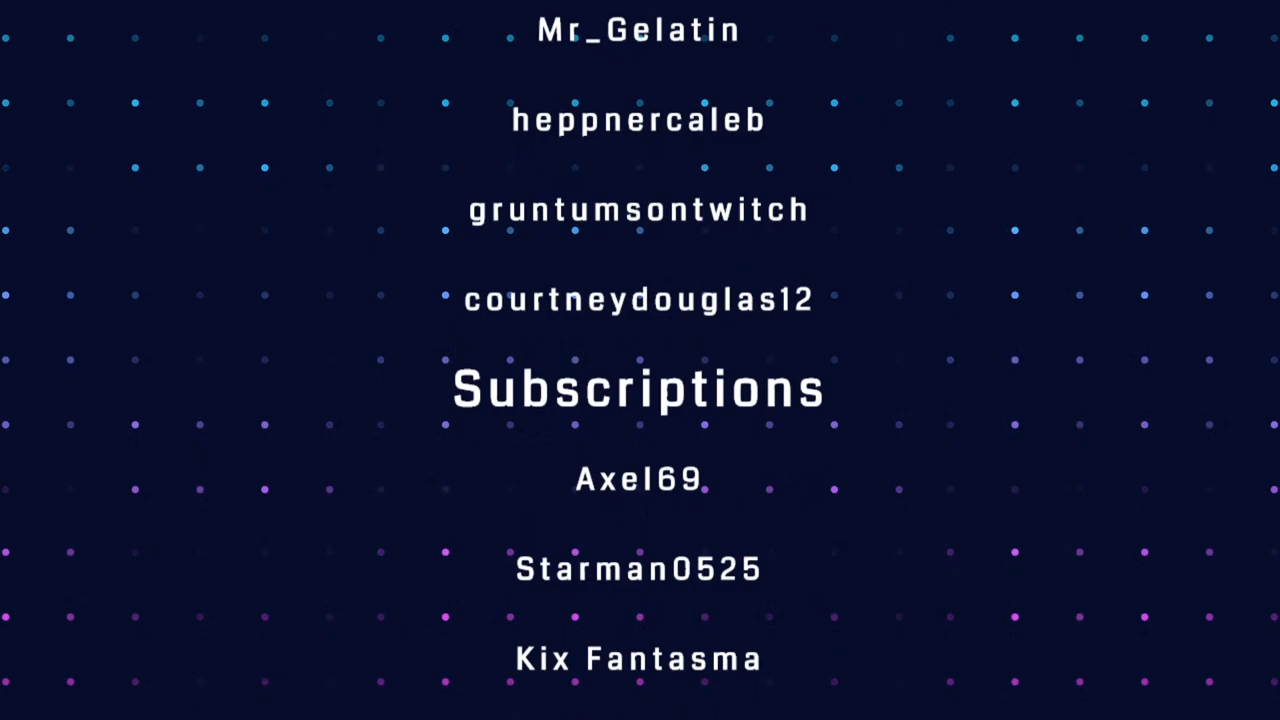 Mr_Gelatin
heppnercaleb
gruntumsontwitch
courtneydouglas12
Subscriptions
Axel69
Starman0525
Kix Fantasma